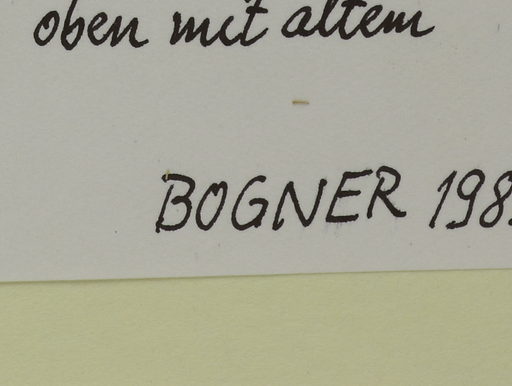 oben mit altem
BOGNER 198